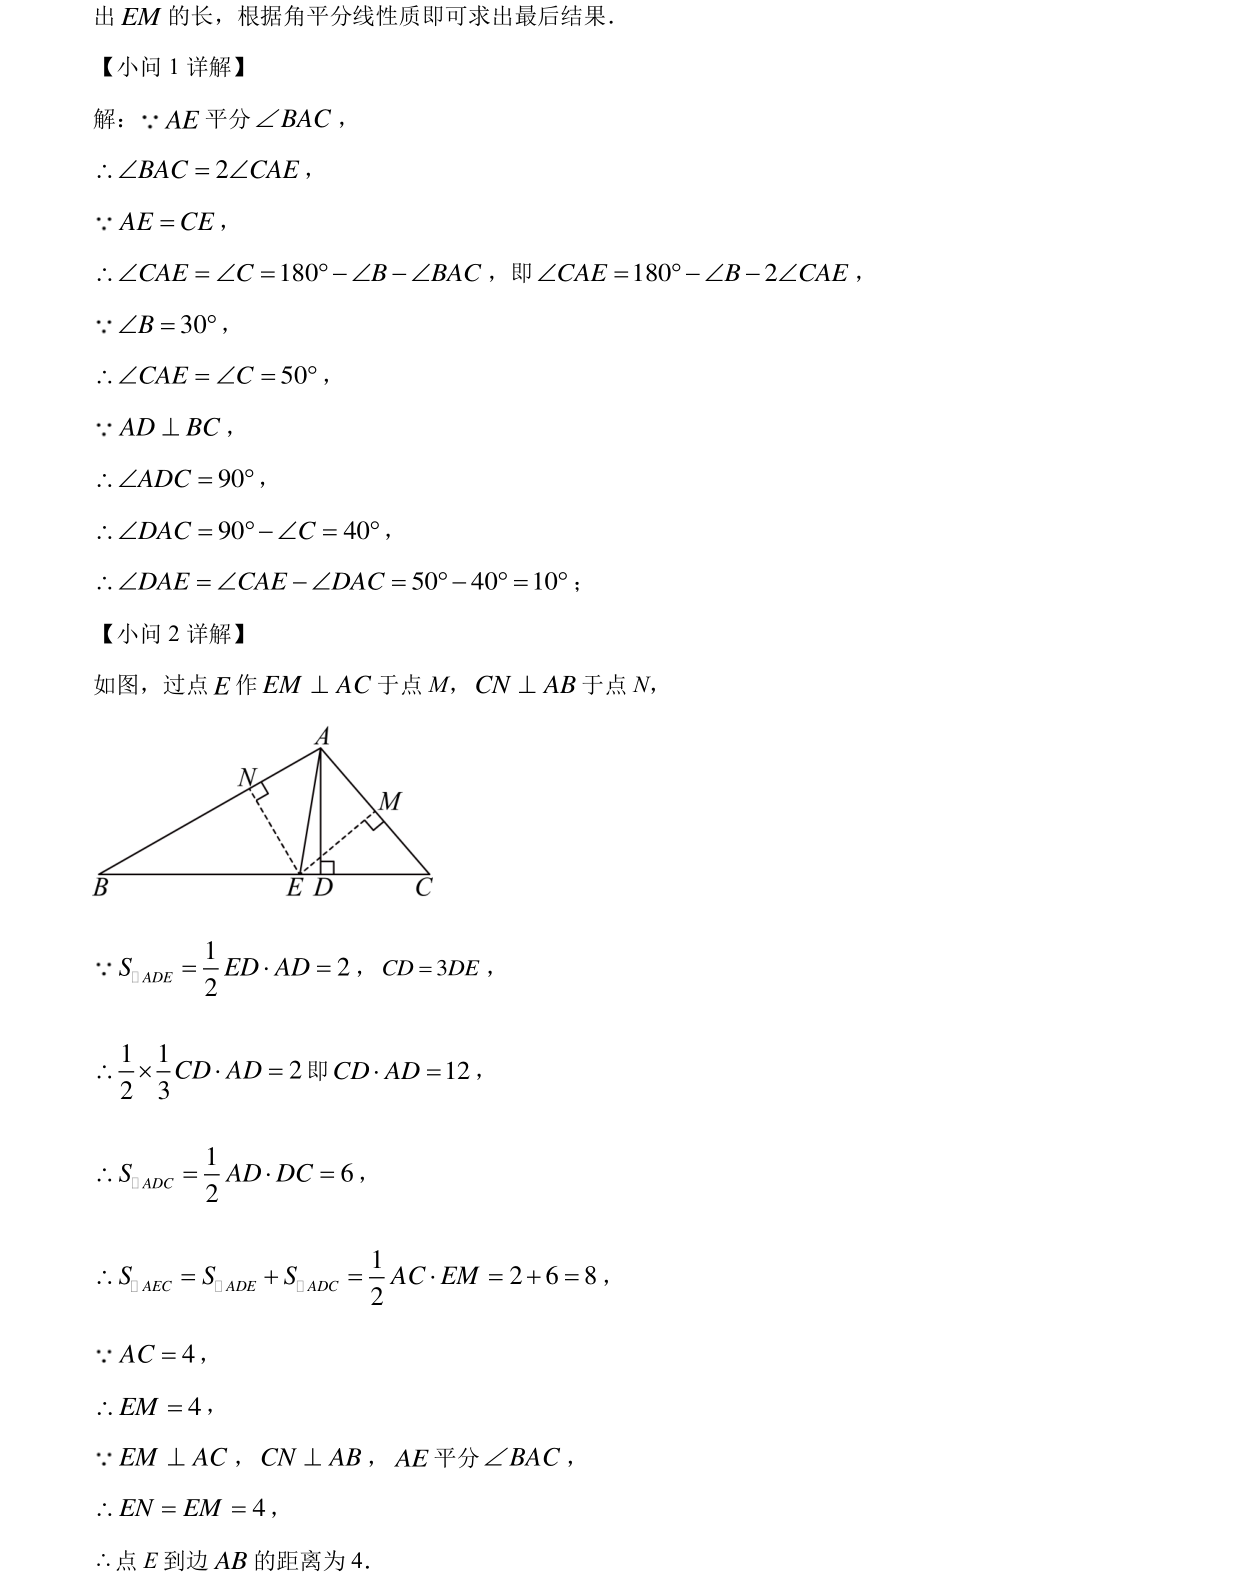 出 EM 的长，根据角平分线性质即可求出最后结果．
【小问 1 详解】
解：∵ AE 平分∠BAC，
∴∠BAC = 2∠CAE，
∵ AE = CE，
∴∠CAE = ∠C = 180° − ∠B − ∠BAC，即∠CAE = 180° − ∠B − 2∠CAE，
∵∠B = 30°，
∴∠CAE = ∠C = 50°，
∵ AD ⊥ BC，
∴∠ADC = 90°，
∴∠DAC = 90° − ∠C = 40°，
∴∠DAE = ∠CAE − ∠DAC = 50° − 40° = 10°；
【小问 2 详解】
如图，过点 E 作 EM ⊥ AC 于点 M， CN ⊥ AB 于点 N，
A
N
M
B E D C
∵ S□ADE = 1/2 ED · AD = 2， CD = 3DE，
∴ 1/2 × 1/3 CD · AD = 2 即 CD · AD = 12，
∴ S□ADC = 1/2 AD · DC = 6，
∴ S□AEC = S□ADE + S□ADC = 1/2 AC · EM = 2 + 6 = 8，
∵ AC = 4，
∴ EM = 4，
∵ EM ⊥ AC， CN ⊥ AB， AE 平分∠BAC，
∴ EN = EM = 4，
∴点 E 到边 AB 的距离为 4．